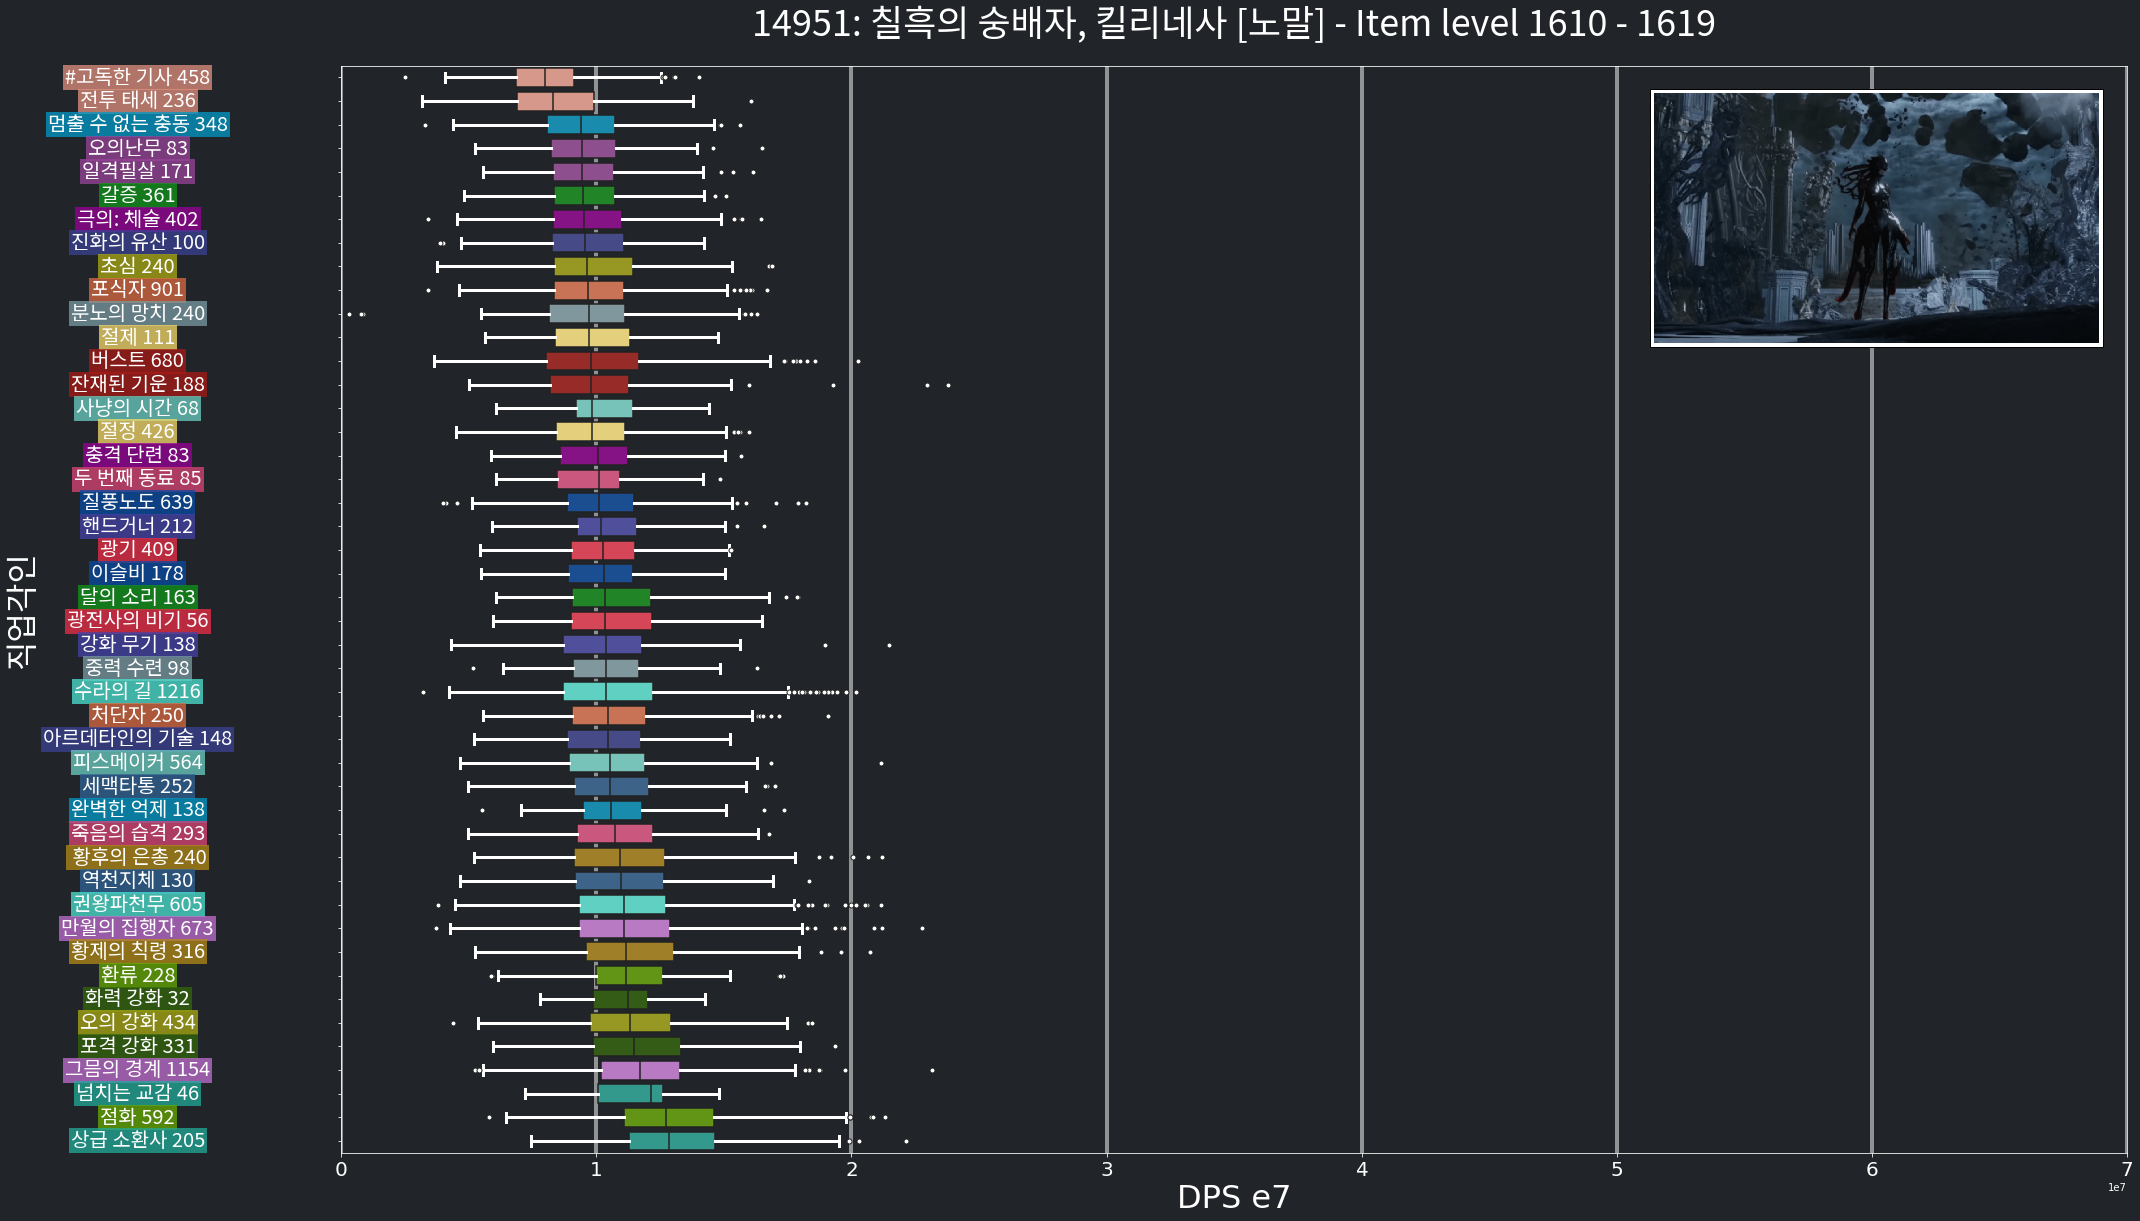 14951: 칠흑의 숭배자, 킬리네사 [노말] - Item level 1610 - 1619
#고독한 기사 458
전투 태세 236
멈출 수 없는 충동 348
오의난무 83
일격필살 171
갈증 361
극의: 체술 402
진화의 유산 100
초심 240
포식자 901
분노의 망치 240
절제 111
버스트 680
잔재된 기운 188
사냥의 시간 68
절정 426
충격 단련 83
두 번째 동료 85
질풍노도 639
핸드거너 212
광기 409
이슬비 178
달의 소리 163
광전사의 비기 56
강화 무기 138
중력 수련 98
수라의 길 1216
처단자 250
아르데타인의 기술 148
피스메이커 564
세맥타통 252
완벽한 억제 138
죽음의 습격 293
황후의 은총 240
역천지체 130
권왕파천무 605
만월의 집행자 673
황제의 칙령 316
환류 228
화력 강화 32
오의 강화 434
포격 강화 331
그믐의 경계 1154
넘치는 교감 46
점화 592
상급 소환사 205
직업각인
0 1 2 3 4 5 6 7
1e7
DPS e7